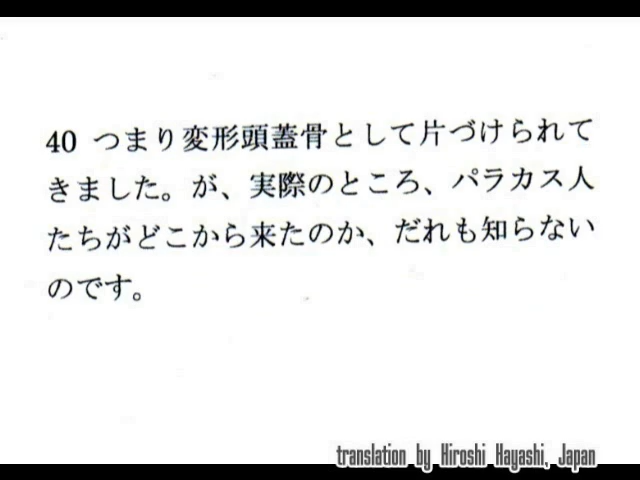 40 つまり変形頭蓋骨として片づけられて
きました。が、実際のところ、パラカス人
たちがどこから来たのか、だれも知らない
のです。
translation by Hiroshi Hayashi, Japan